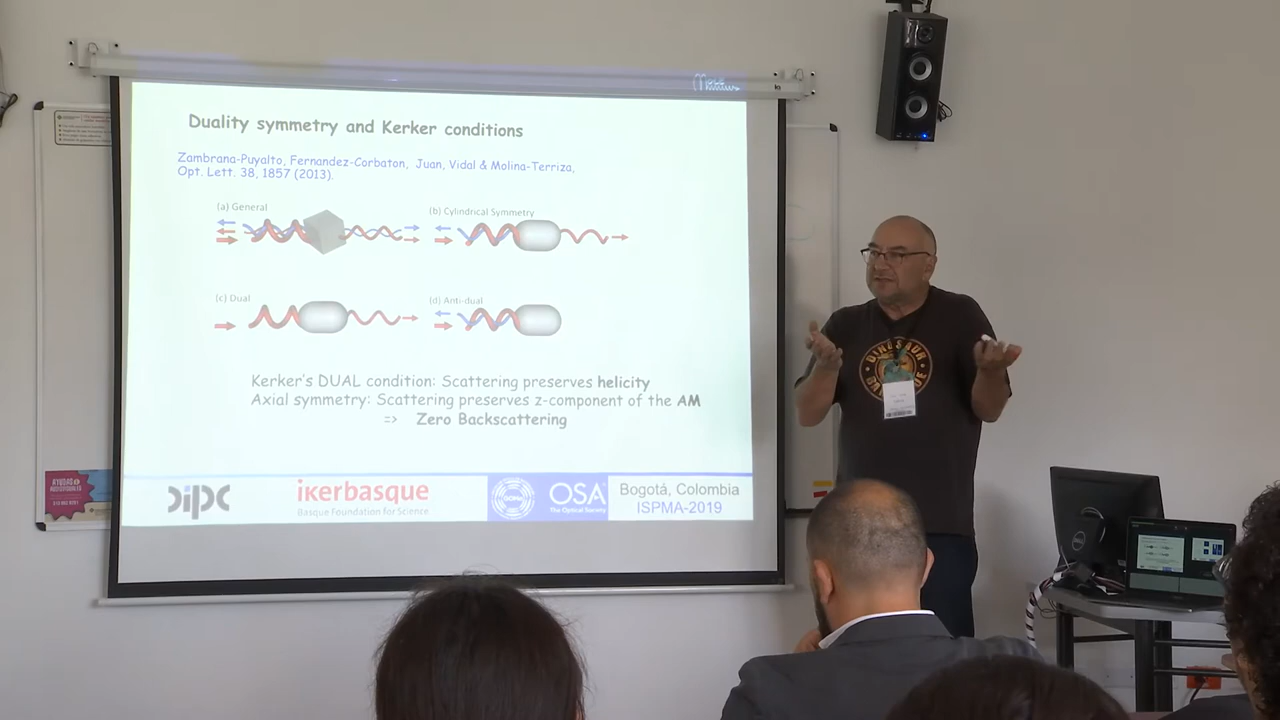 Duality symmetry and Kerker conditions
Zambrana-Puyalto, Fernandez-Corbaton, Juan, Vidal & Molina-Terriza,
Opt. Lett. 38, 1857 (2013).
(a) General
(b) Cylindrical Symmetry
(c) Dual
(d) Anti-dual
Kerker's DUAL condition: Scattering preserves helicity
Axial symmetry: Scattering preserves z-component of the AM
=> Zero Backscattering
dipc
ikerbasque
Basque Foundation for Science
OSA
The Optical Society
Bogotá, Colombia
ISPMA-2019
DINOSAUR
DELL